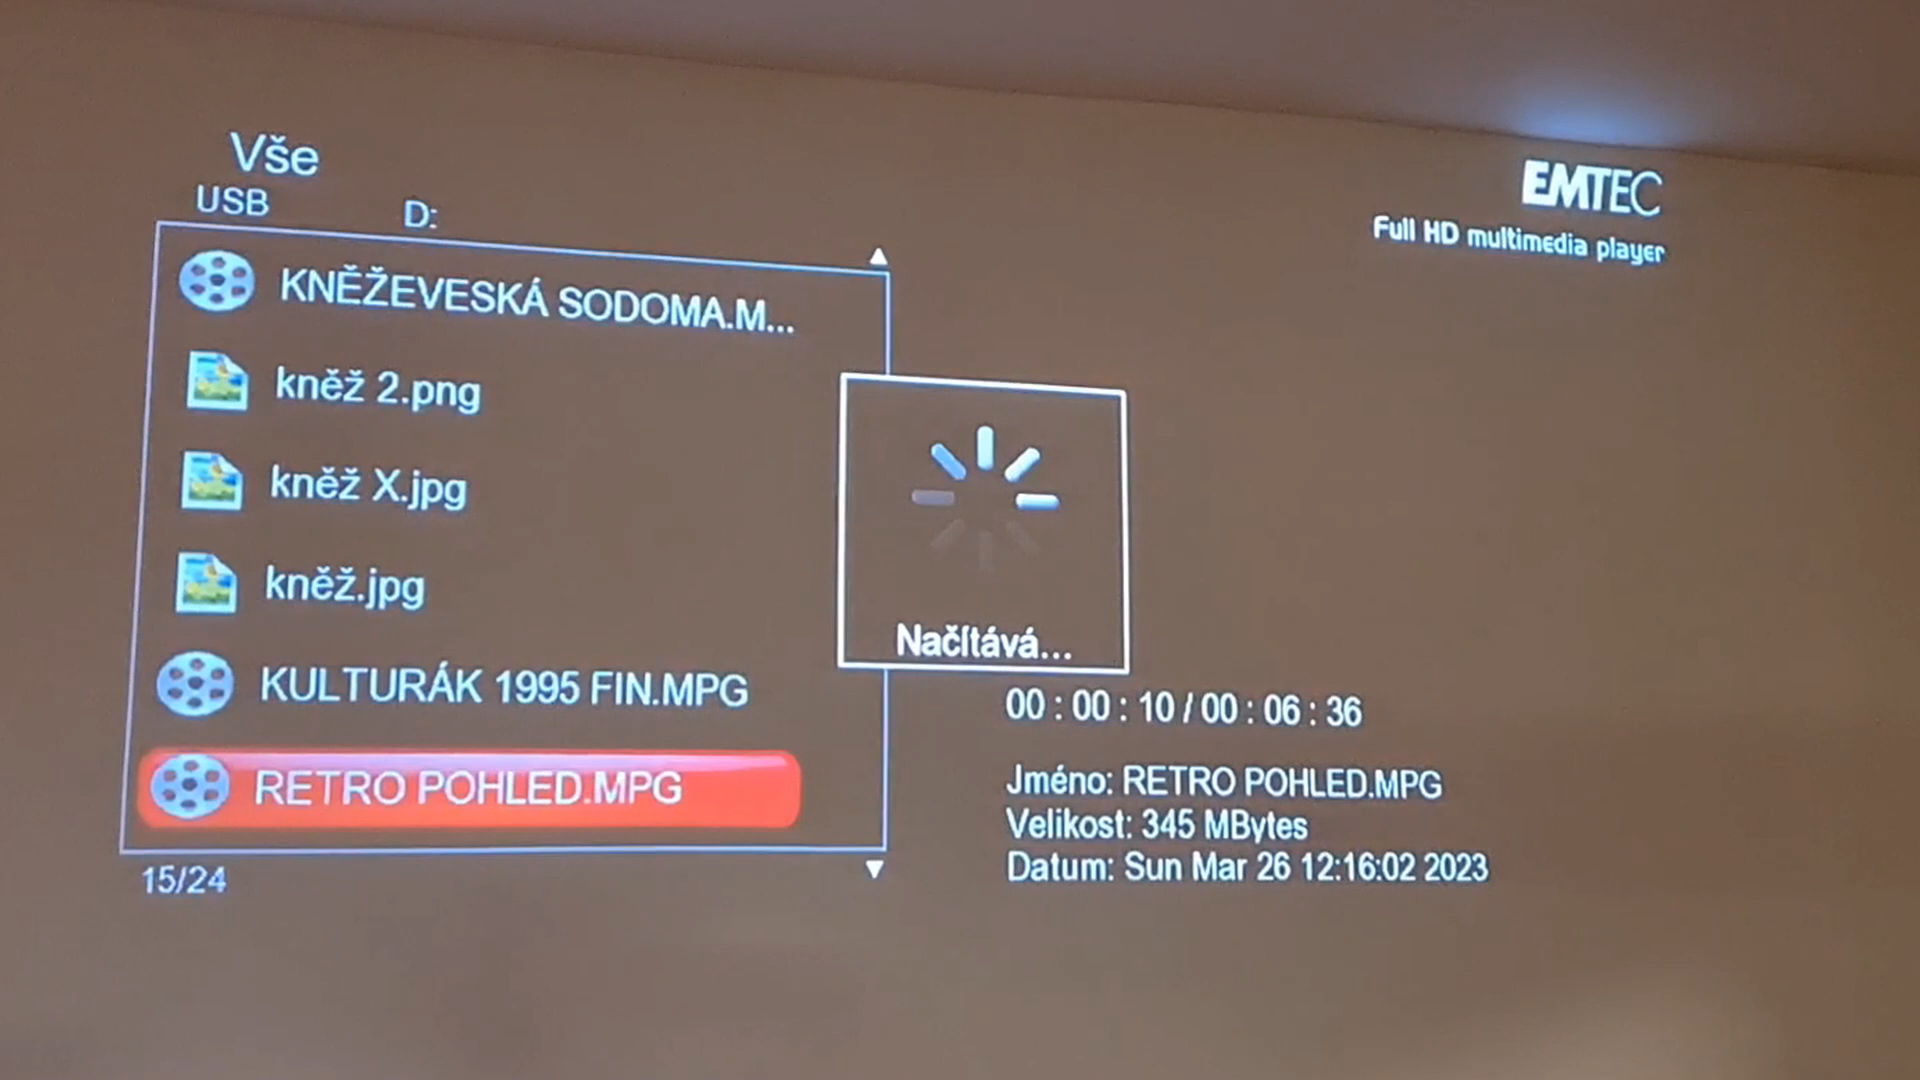 Vše
USB D:
EMTEC
Full HD multimedia player
KNĚŽEVESKÁ SODOMA.M...
kněž 2.png
kněž X.jpg
kněž.jpg
KULTURÁK 1995 FIN.MPG
RETRO POHLED.MPG
15/24
Načítává...
00 : 00 : 10 / 00 : 06 : 36
Jméno: RETRO POHLED.MPG
Velikost: 345 MBytes
Datum: Sun Mar 26 12:16:02 2023